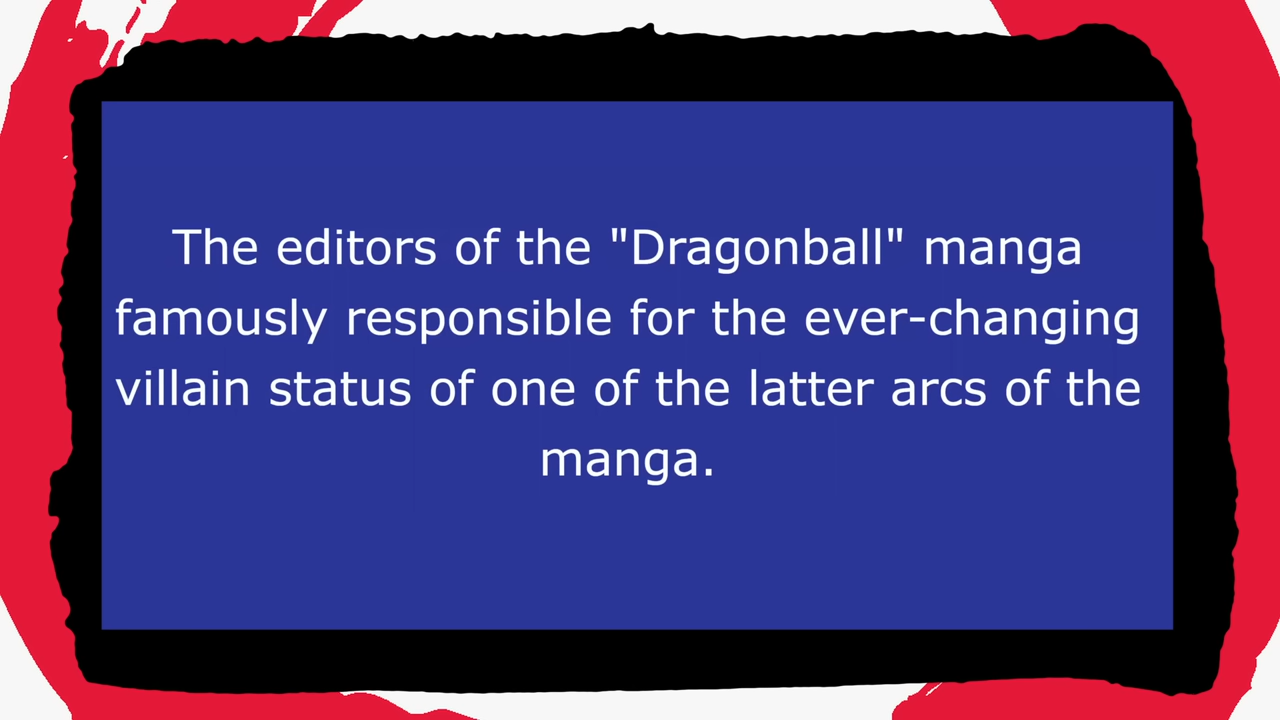 The editors of the "Dragonball" manga
famously responsible for the ever-changing
villain status of one of the latter arcs of the
manga.